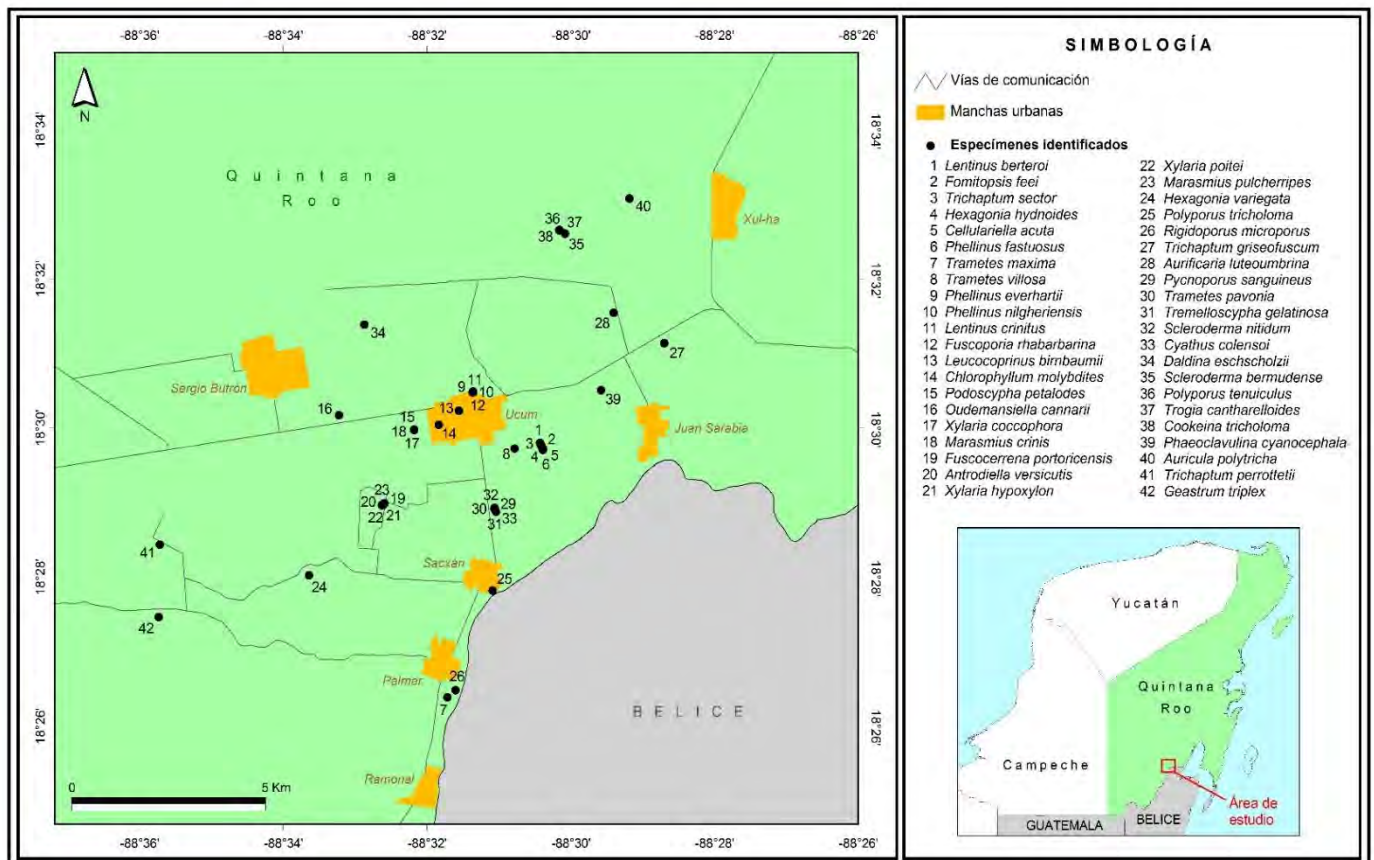 -88°36' -88°34' -88°32' -88°30' -88°28' -88°26'
N
18°34' 18°34'
Quintana
Roo
40
36 37
38 35
Xul-ha
18°32' 18°32'
28
34
27
Sergio Butrón
11
9 10
39
16
13 12
15 Ucum
14
Juan Sarabia
18°30' 18°30'
18
17
1
3 2
8 4 5
6
23
20 19
22 21
32
30 29
31 33
41
Sacxán
25
24
18°28' 18°28'
42
Palmar
26
7
BELICE
18°26' 18°26'
Ramonal
0 5 Km
-88°36' -88°34' -88°32' -88°30' -88°28' -88°26'
SIMBOLOGÍA
Vías de comunicación
Manchas urbanas
Especímenes identificados
1 Lentinus berteroi
2 Fomitopsis feei
3 Trichaptum sector
4 Hexagonia hydnoides
5 Cellulariella acuta
6 Phellinus fastuosus
7 Trametes maxima
8 Trametes villosa
9 Phellinus everhartii
10 Phellinus nilgheriensis
11 Lentinus crinitus
12 Fuscoporia rhabarbarina
13 Leucocoprinus birnbaumii
14 Chlorophyllum molybdites
15 Podoscypha petalodes
16 Oudemansiella cannarii
17 Xylaria coccophora
18 Marasmius crinis
19 Fuscocerrena portoricensis
20 Antrodiella versicutis
21 Xylaria hypoxylon
22 Xylaria poitei
23 Marasmius pulcherripes
24 Hexagonia variegata
25 Polyporus tricholoma
26 Rigidoporus microporus
27 Trichaptum griseofuscum
28 Aurificaria luteoumbrina
29 Pycnoporus sanguineus
30 Trametes pavonia
31 Tremelloscypha gelatinosa
32 Scleroderma nitidum
33 Cyathus colensoi
34 Daldina eschscholzii
35 Scleroderma bermudense
36 Polyporus tenuiculus
37 Trogia cantharelloides
38 Cookeina tricholoma
39 Phaeoclavulina cyanocephala
40 Auricula polytricha
41 Trichaptum perrottetii
42 Geastrum triplex
Yucatán
Quintana
Roo
Campeche
Área de
estudio
GUATEMALA
BELICE